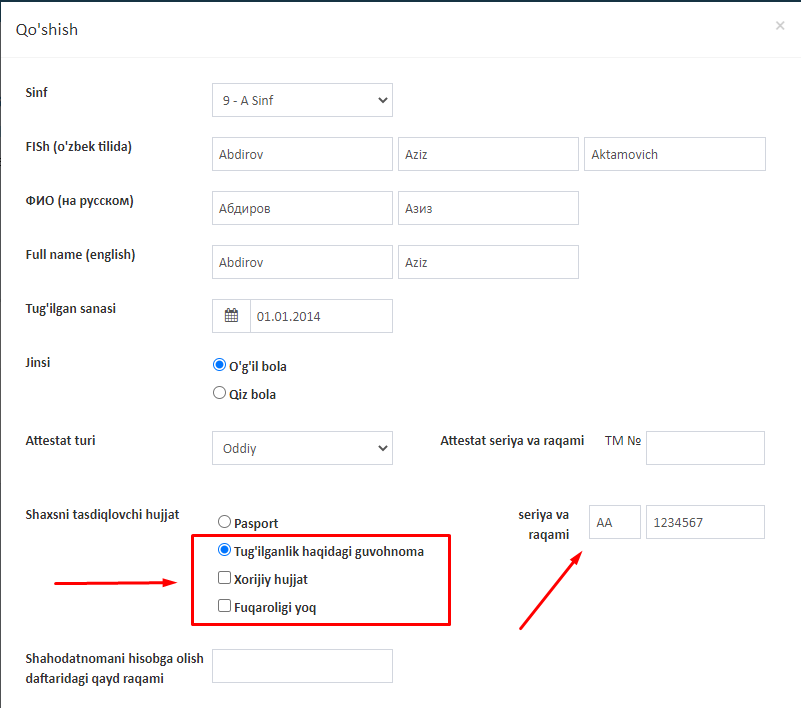 Qo'shish
Sinf
9 - A Sinf
FISh (o'zbek tilida)
Abdirov
Aziz
Aktamovich
ФИО (на русском)
Абдиров
Азиз
Full name (english)
Abdirov
Aziz
Tug'ilgan sanasi
01.01.2014
Jinsi
O'g'il bola
Qiz bola
Attestat turi
Oddiy
Attestat seriya va raqami
TM №
Shaxsni tasdiqlovchi hujjat
Pasport
Tug'ilganlik haqidagi guvohnoma
Xorijiy hujjat
Fuqaroligi yoq
seriya va
raqami
AA
1234567
Shahodatnomani hisobga olish
daftaridagi qayd raqami